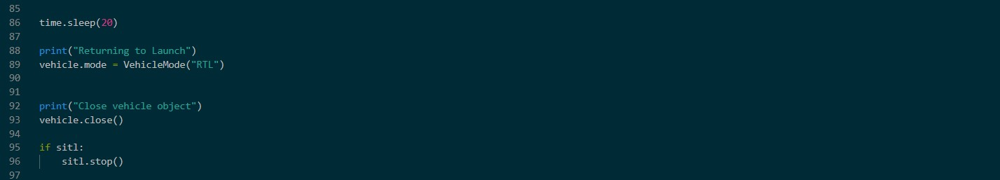 85
86 time.sleep(20)
87
88 print("Returning to Launch")
89 vehicle.mode = VehicleMode("RTL")
90
91
92 print("Close vehicle object")
93 vehicle.close()
94
95 if sitl:
96     sitl.stop()
97